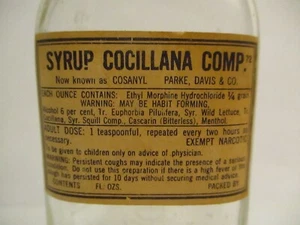 SYRUP COCILLANA COMP.
Now known as COSANYL PARKE, DAVIS & CO.
EACH OUNCE CONTAINS: Ethyl Morphine Hydrochloride grain
WARNING: MAY BE HABIT FORMING,
Alcohol 6 per cent, Tr. Euphorbia Pilulifera, Syr. Wild Lettuce, Tr.
Cocillana, Syr. Squill Comp., Cascarin (Bitterless), Menthol.
ADULT DOSE: 1 teaspoonful, repeated every two hours as
necessary. EXEMPT NARCOTIC
To be given to children only on advice of physician.
WARNING: Persistent coughs may indicate the presence of a serious
condition. Do not use this preparation if there is a high fever or the
cough has persisted for 10 days without securing medical advice.
CONTENTS FL. OZS. PACKED BY